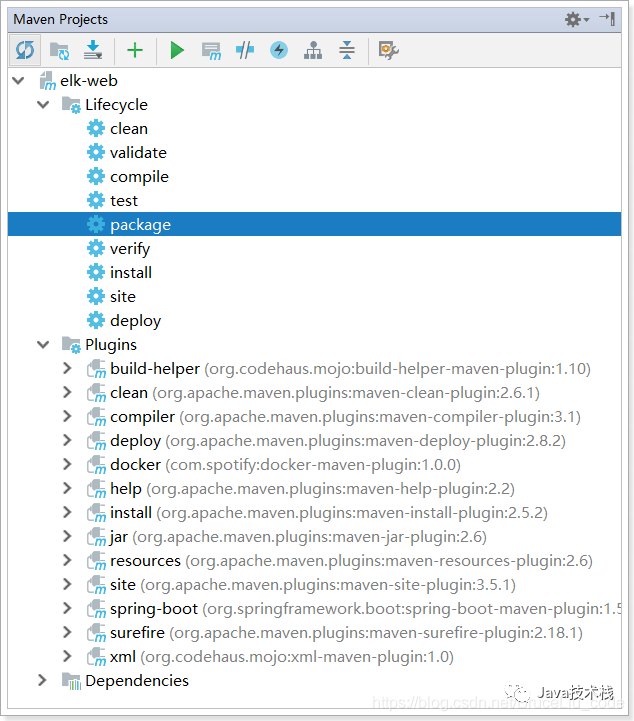 Maven Projects
elk-web
Lifecycle
clean
validate
compile
test
package
verify
install
site
deploy
Plugins
build-helper (org.codehaus.mojo:build-helper-maven-plugin:1.10)
clean (org.apache.maven.plugins:maven-clean-plugin:2.6.1)
compiler (org.apache.maven.plugins:maven-compiler-plugin:3.1)
deploy (org.apache.maven.plugins:maven-deploy-plugin:2.8.2)
docker (com.spotify:docker-maven-plugin:1.0.0)
help (org.apache.maven.plugins:maven-help-plugin:2.2)
install (org.apache.maven.plugins:maven-install-plugin:2.5.2)
jar (org.apache.maven.plugins:maven-jar-plugin:2.6)
resources (org.apache.maven.plugins:maven-resources-plugin:2.6)
site (org.apache.maven.plugins:maven-site-plugin:3.5.1)
spring-boot (org.springframework.boot:spring-boot-maven-plugin:1.5
surefire (org.apache.maven.plugins:maven-surefire-plugin:2.18.1)
xml (org.codehaus.mojo:xml-maven-plugin:1.0)
Dependencies
Java技术栈